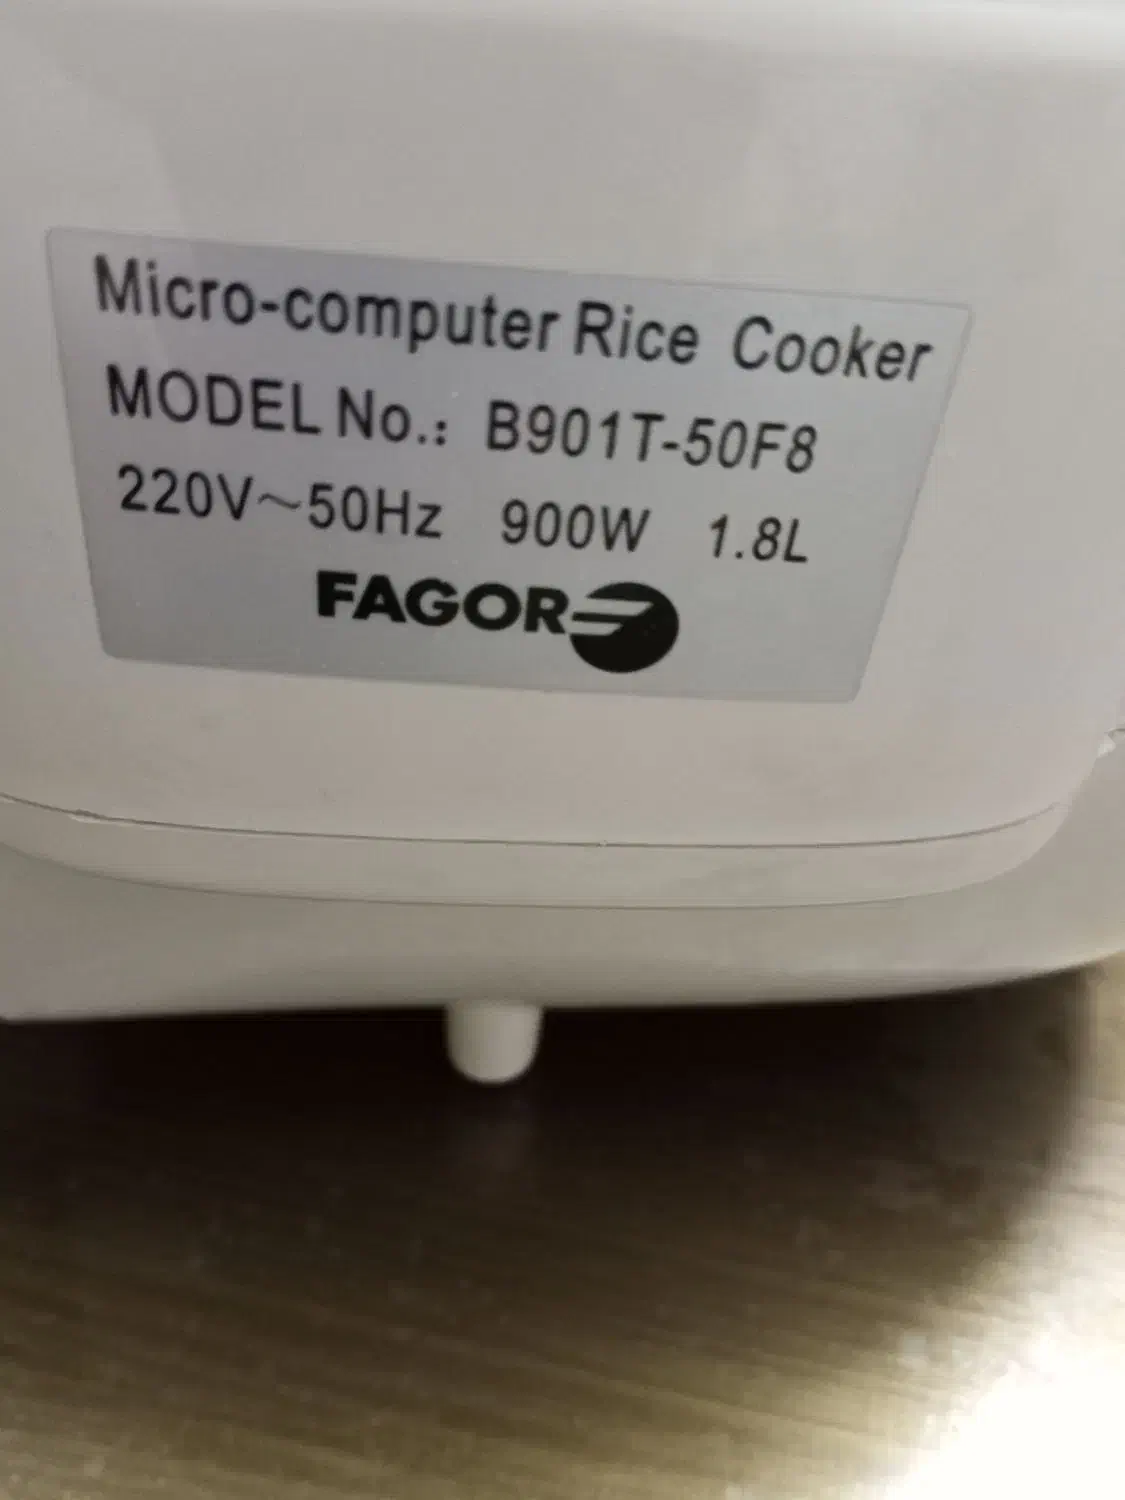 Micro-computer Rice Cooker
MODEL No.: B901T-50F8
220V～50Hz 900W 1.8L
FAGOR